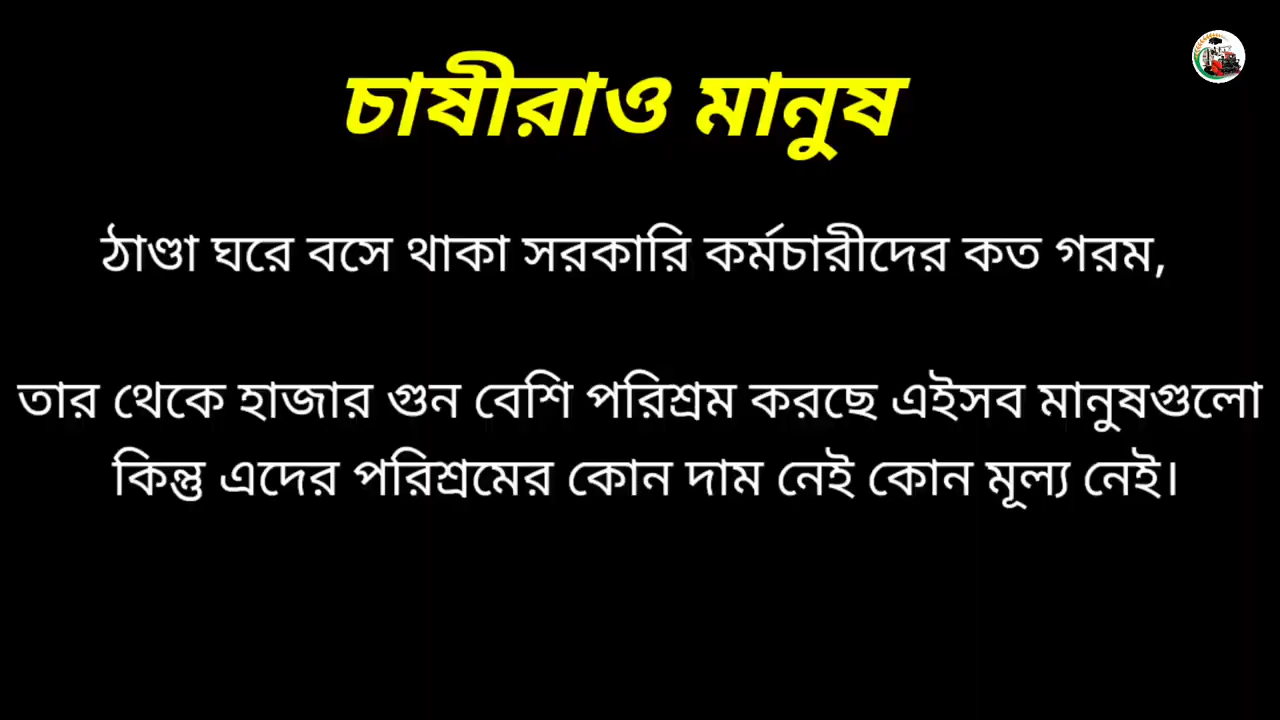 চাষীরাও মানুষ
ঠাণ্ডা ঘরে বসে থাকা সরকারি কর্মচারীদের কত গরম,
তার থেকে হাজার গুন বেশি পরিশ্রম করছে এইসব মানুষগুলো
কিন্তু এদের পরিশ্রমের কোন দাম নেই কোন মূল্য নেই।